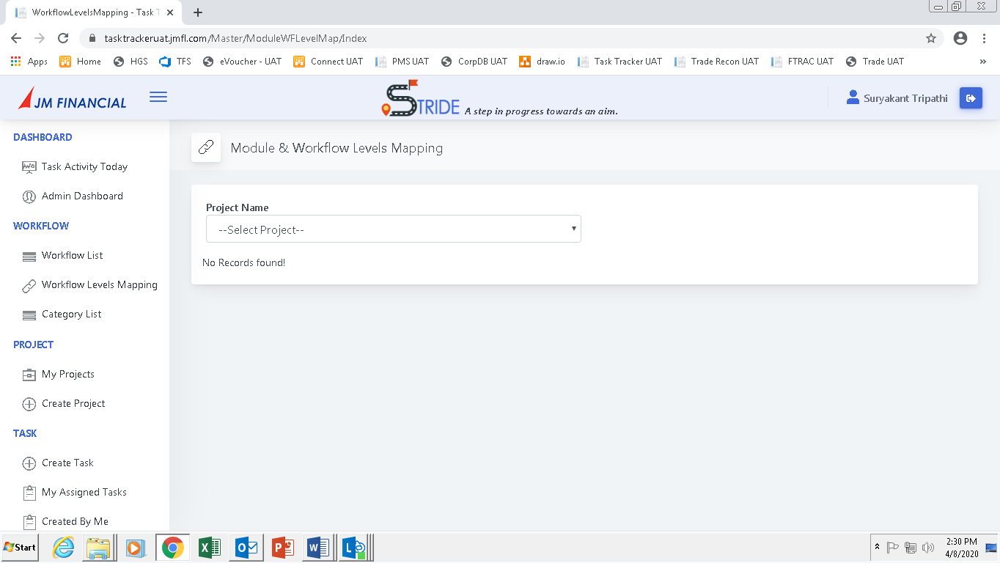 WorkflowLevelsMapping - Task T
tasktrackeruat.jmfl.com/Master/ModuleWFLevelMap/Index
Apps Home HGS TFS eVoucher - UAT Connect UAT PMS UAT CorpDB UAT draw.io Task Tracker UAT Trade Recon UAT FTRAC UAT Trade UAT
JM FINANCIAL
STRIDE A step in progress towards an aim.
Suryakant Tripathi
DASHBOARD
Task Activity Today
Admin Dashboard
WORKFLOW
Workflow List
Workflow Levels Mapping
Category List
PROJECT
My Projects
Create Project
TASK
Create Task
My Assigned Tasks
Created By Me
Module & Workflow Levels Mapping
Project Name
--Select Project--
No Records found!
Start
2:30 PM
4/8/2020